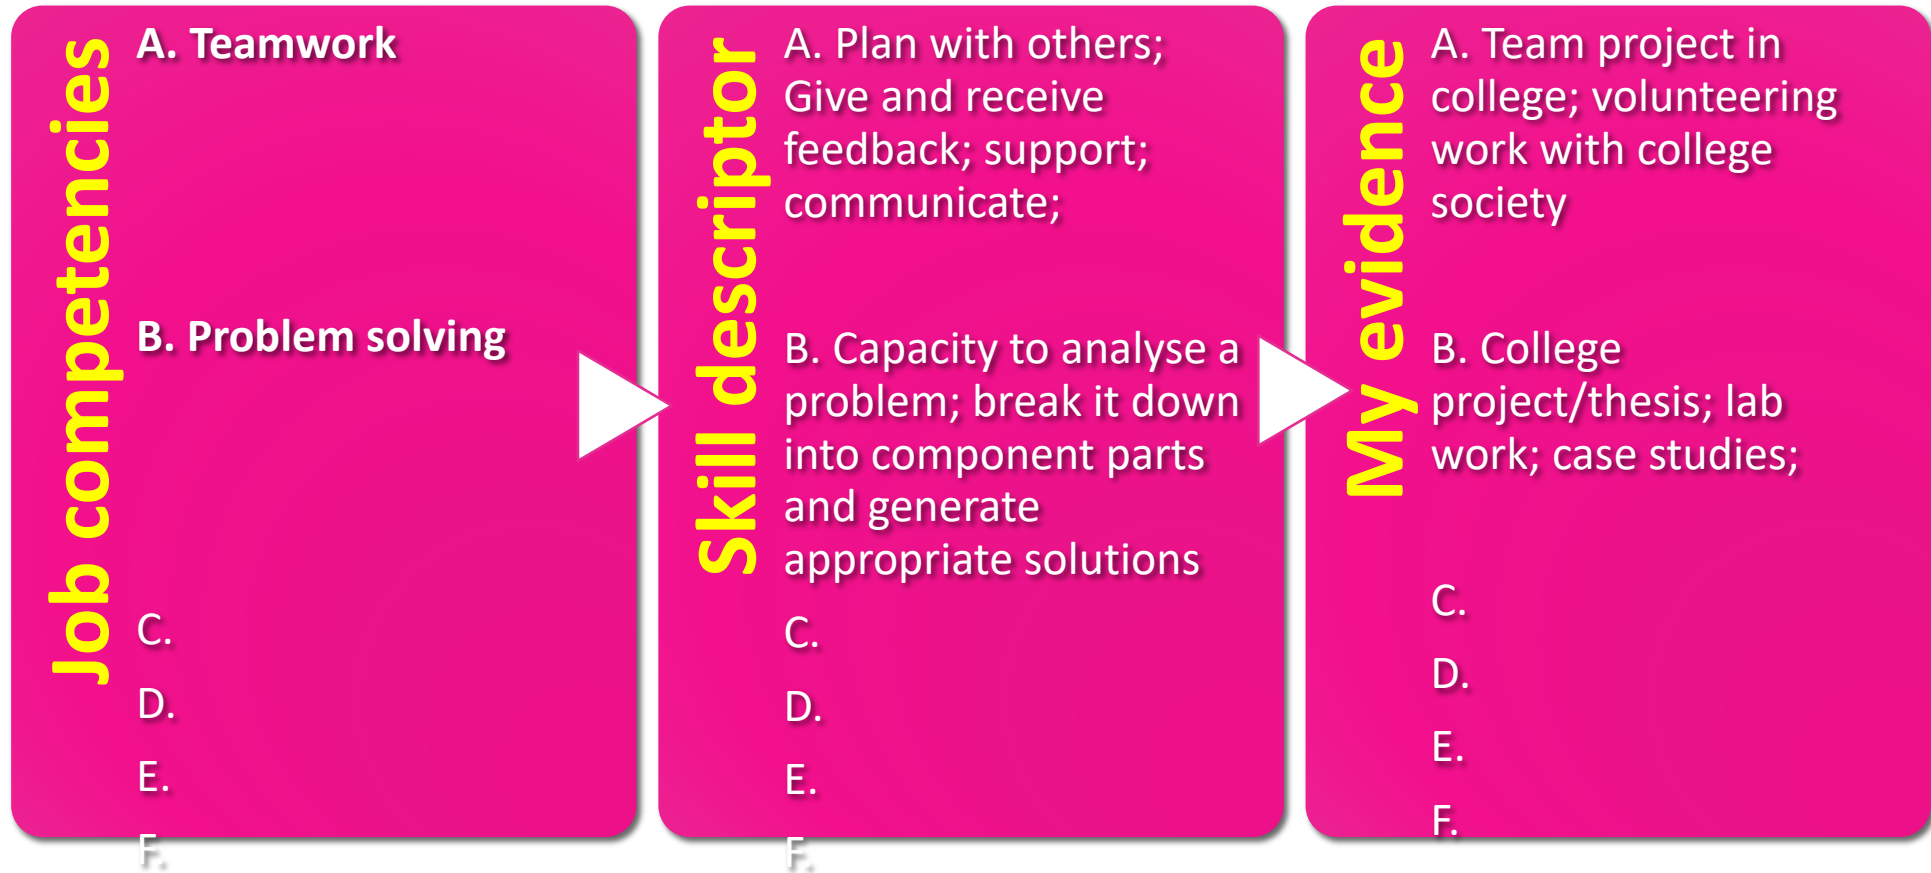 Job competencies
A. Teamwork
B. Problem solving
C.
D.
E.
F.
Skill descriptor
A. Plan with others;
Give and receive
feedback; support;
communicate;
B. Capacity to analyse a
problem; break it down
into component parts
and generate
appropriate solutions
C.
D.
E.
F.
My evidence
A. Team project in
college; volunteering
work with college
society
B. College
project/thesis; lab
work; case studies;
C.
D.
E.
F.